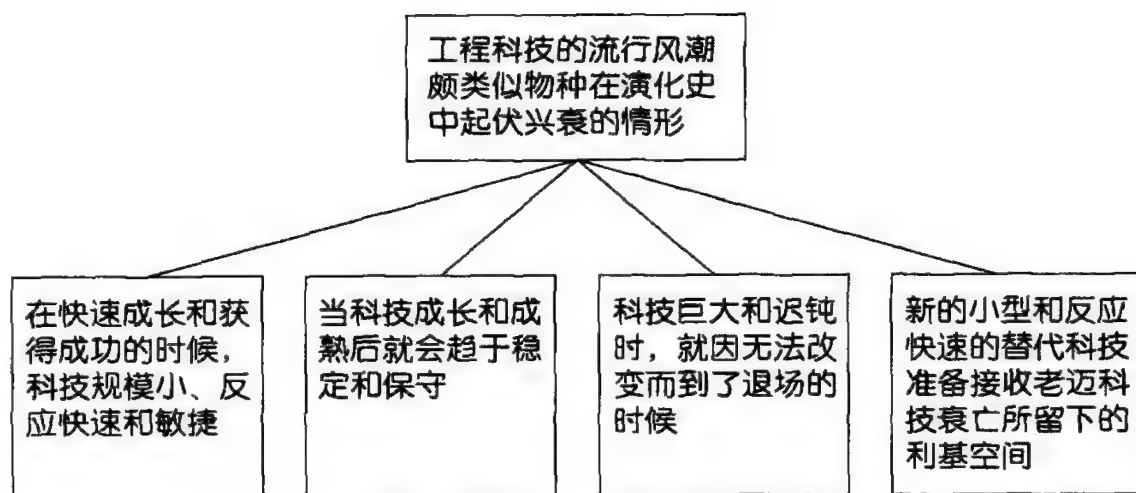 工程科技的流行风潮
颇类似物种在演化史
中起伏兴衰的情形
在快速成长和获
得成功的时候，
科技规模小、反
应快速和敏捷
当科技成长和成
熟后就会趋于稳
定和保守
科技巨大和迟钝
时，就因无法改
变而到了退场的
时候
新的小型和反应
快速的替代科技
准备接收老迈科
技衰亡所留下的
利基空间